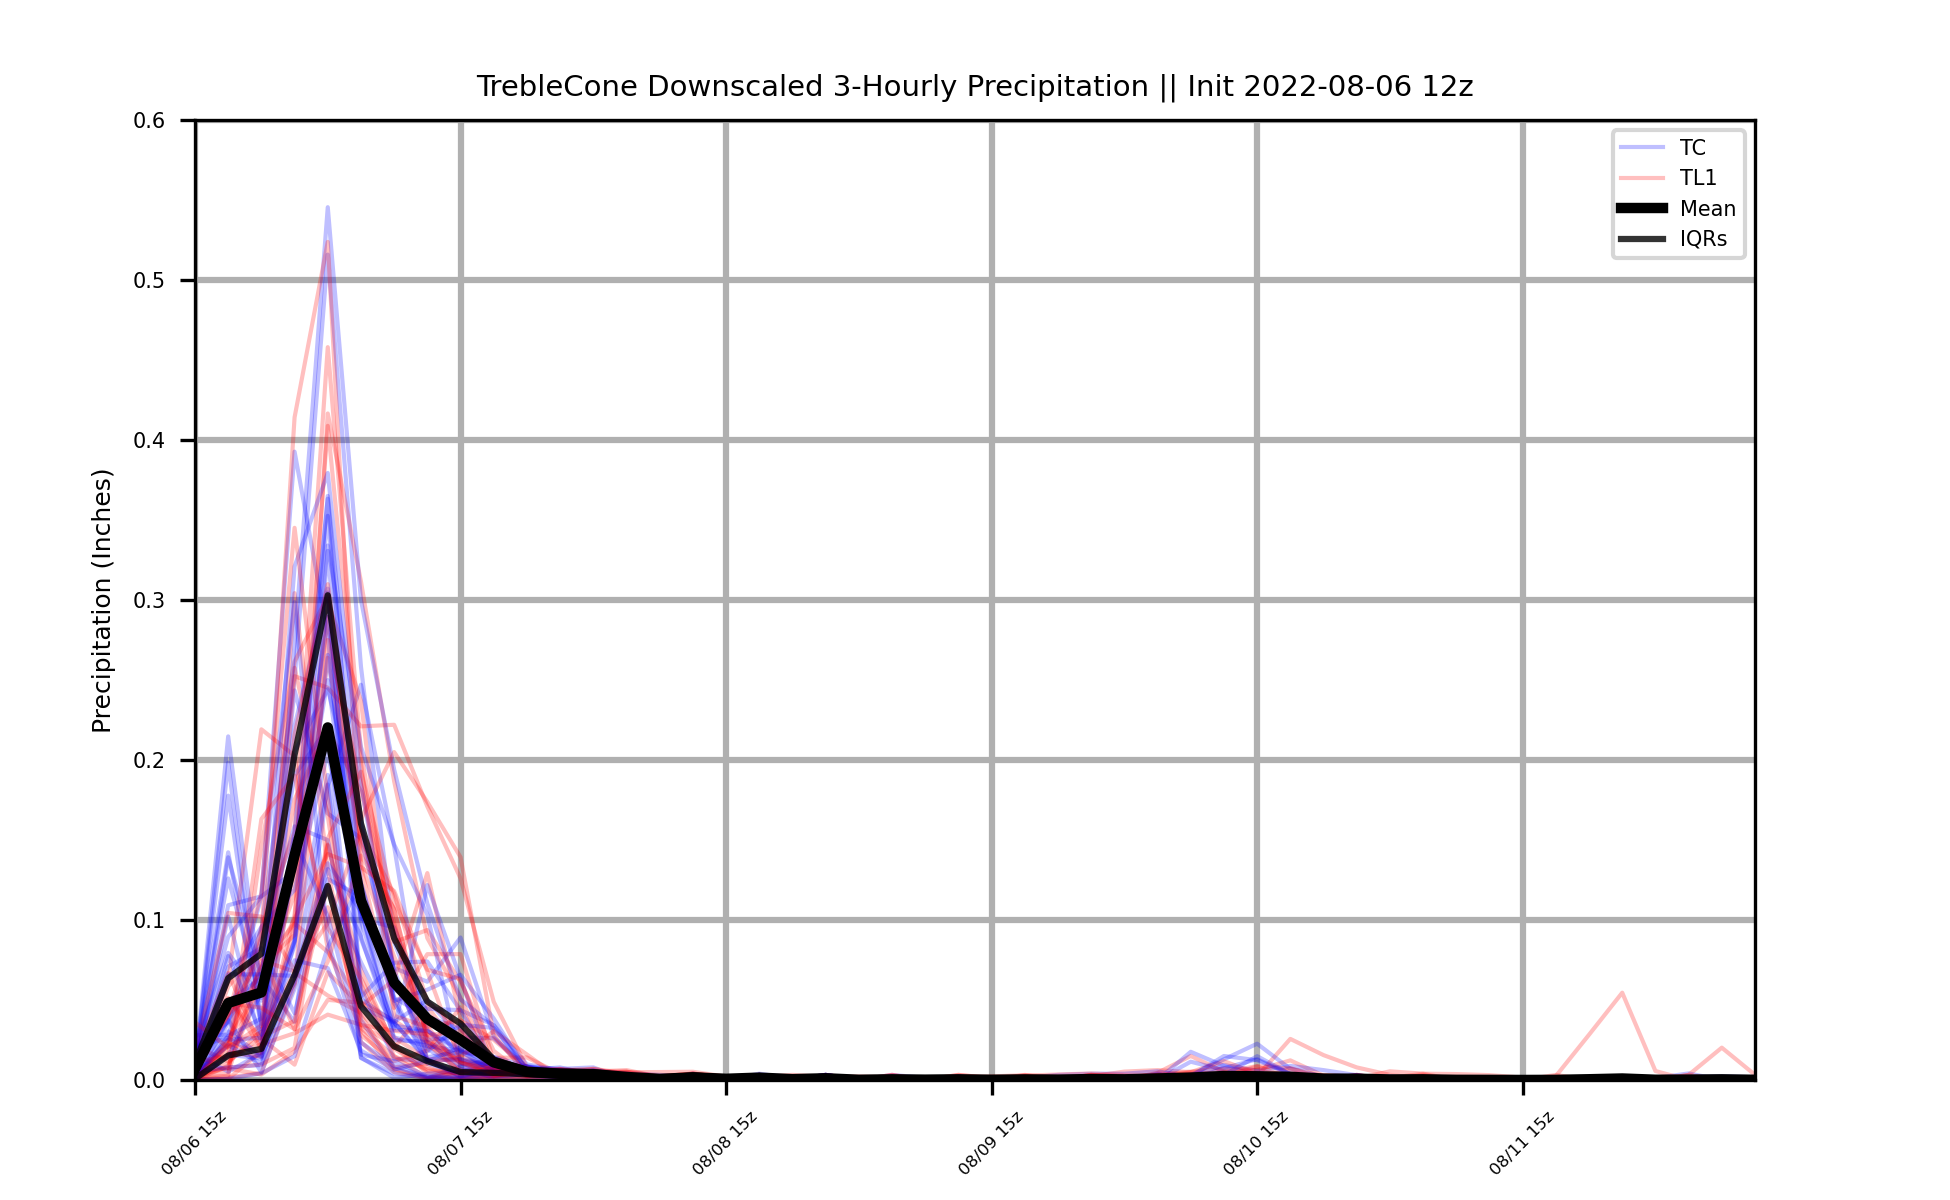 TrebleCone Downscaled 3-Hourly Precipitation || Init 2022-08-06 12z
0.6
0.5
0.4
0.3
0.2
0.1
0.0
Precipitation (Inches)
TC
TL1
Mean
IQRs
08/06 15z
08/07 15z
08/08 15z
08/09 15z
08/10 15z
08/11 15z